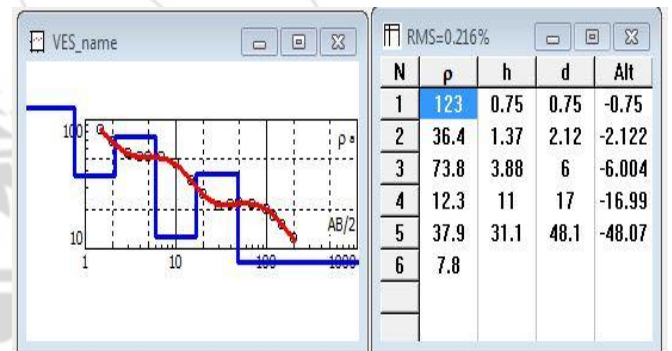 VES_name
100
ρa
AB/2
10
1 10 100 1000
RMS=0.216%
N ρ h d Alt
1 123 0.75 0.75 -0.75
2 36.4 1.37 2.12 -2.122
3 73.8 3.88 6 -6.004
4 12.3 11 17 -16.99
5 37.9 31.1 48.1 -48.07
6 7.8